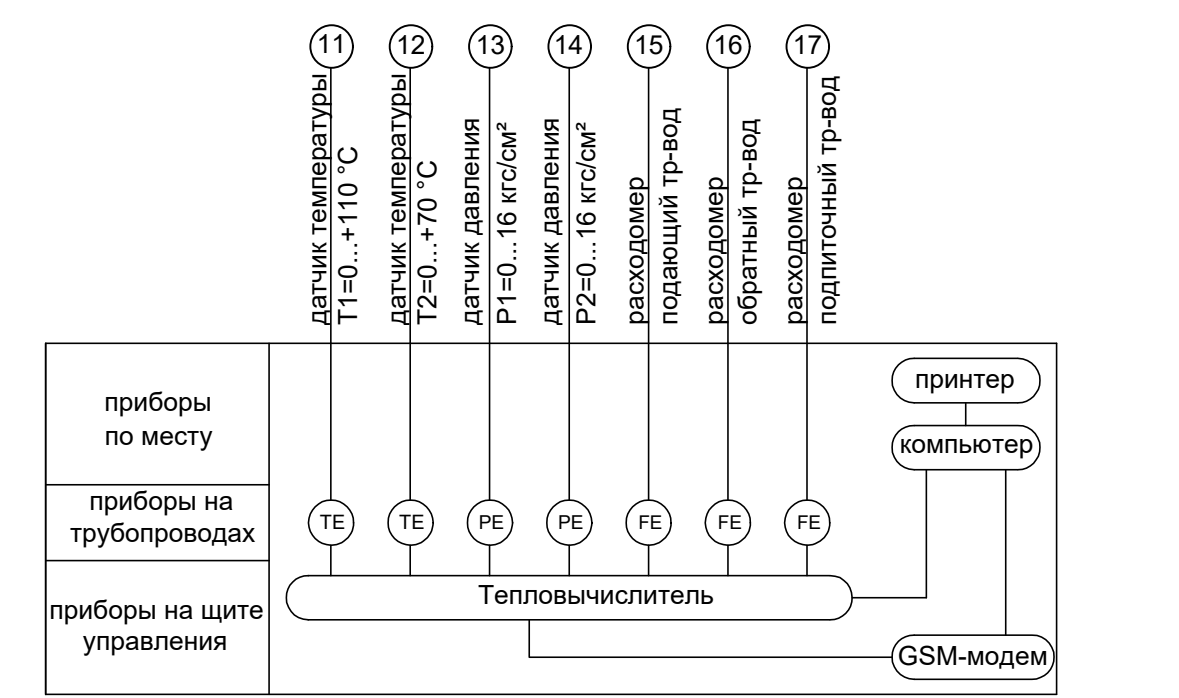 11
12
13
14
15
16
17
датчик температуры
T1=0...+110 °C
датчик температуры
T2=0...+70 °C
датчик давления
P1=0...16 кгс/см²
датчик давления
P2=0...16 кгс/см²
расходомер
подающий тр-вод
расходомер
обратный тр-вод
расходомер
подпиточный тр-вод
приборы
по месту
принтер
компьютер
приборы на
трубопроводах
TE
TE
PE
PE
FE
FE
FE
приборы на щите
управления
Тепловычислитель
GSM-модем